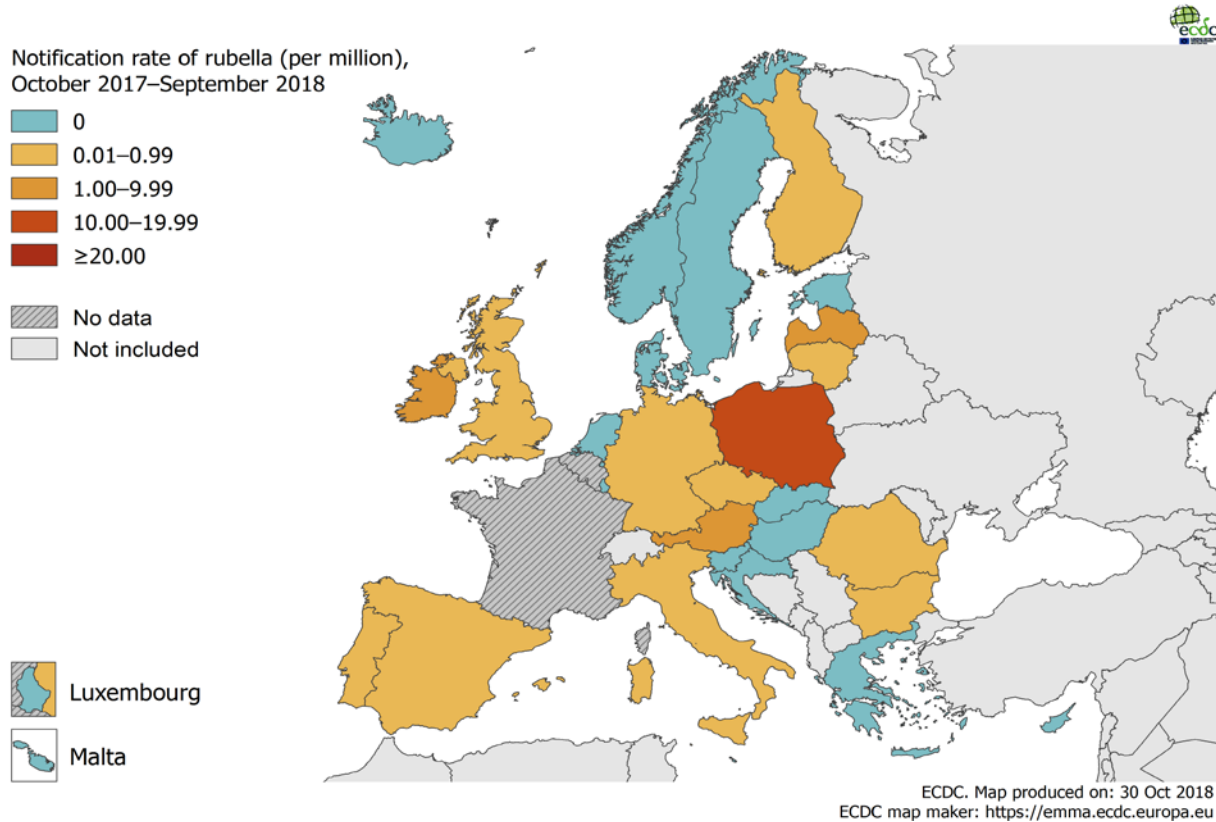 ecdc
Notification rate of rubella (per million),
October 2017–September 2018
0
0.01–0.99
1.00–9.99
10.00–19.99
≥20.00
No data
Not included
Luxembourg
Malta
ECDC. Map produced on: 30 Oct 2018
ECDC map maker: https://emma.ecdc.europa.eu